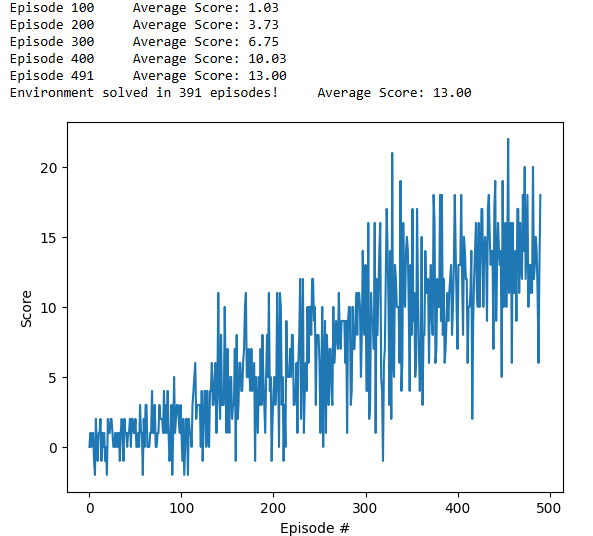 Episode 100     Average Score: 1.03
Episode 200     Average Score: 3.73
Episode 300     Average Score: 6.75
Episode 400     Average Score: 10.03
Episode 491     Average Score: 13.00
Environment solved in 391 episodes!     Average Score: 13.00
20
15
10
5
0
Score
0 100 200 300 400 500
Episode #